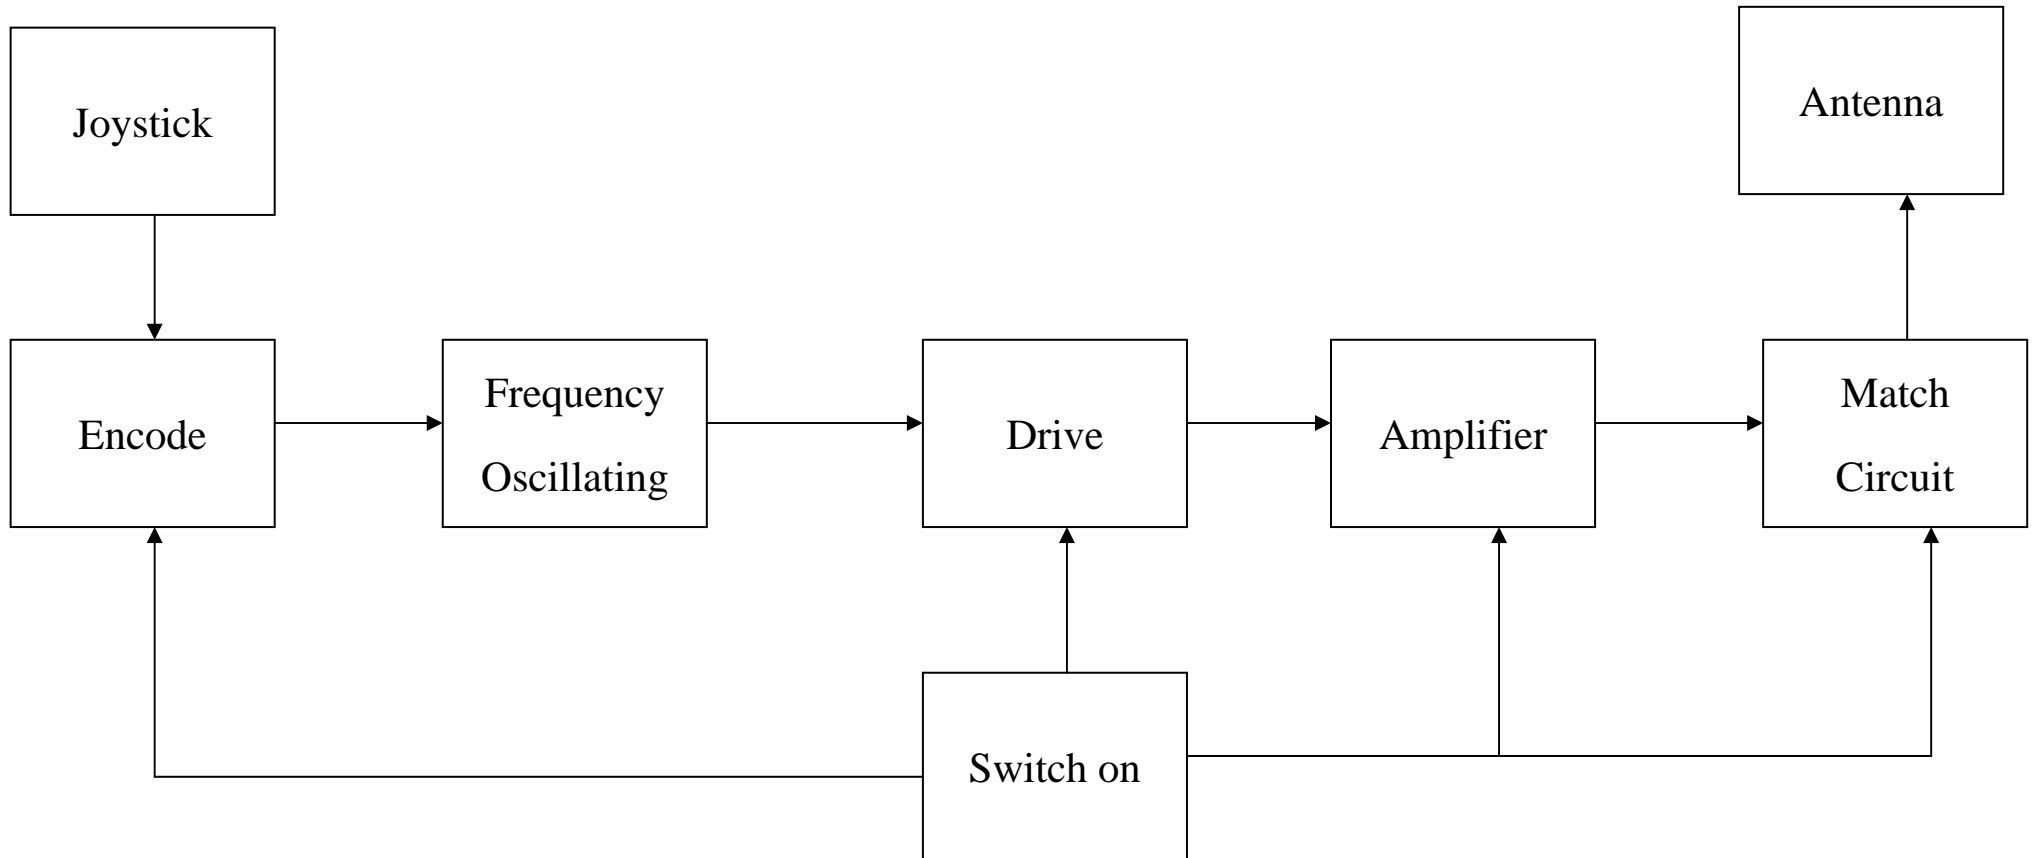 Joystick
Antenna
Encode
Frequency
Oscillating
Drive
Amplifier
Match
Circuit
Switch on